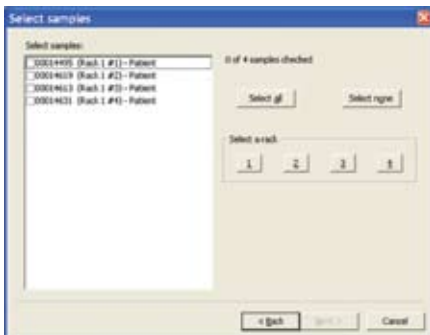 Select samples
Select samples:
00014495 (Rack 1 #1) - Patient
00014619 (Rack 1 #2) - Patient
00014613 (Rack 1 #3) - Patient
00014631 (Rack 1 #4) - Patient
0 of 4 samples checked
Select all
Select none
Select a rack
1 2 3 4
< Back
Next >
Cancel